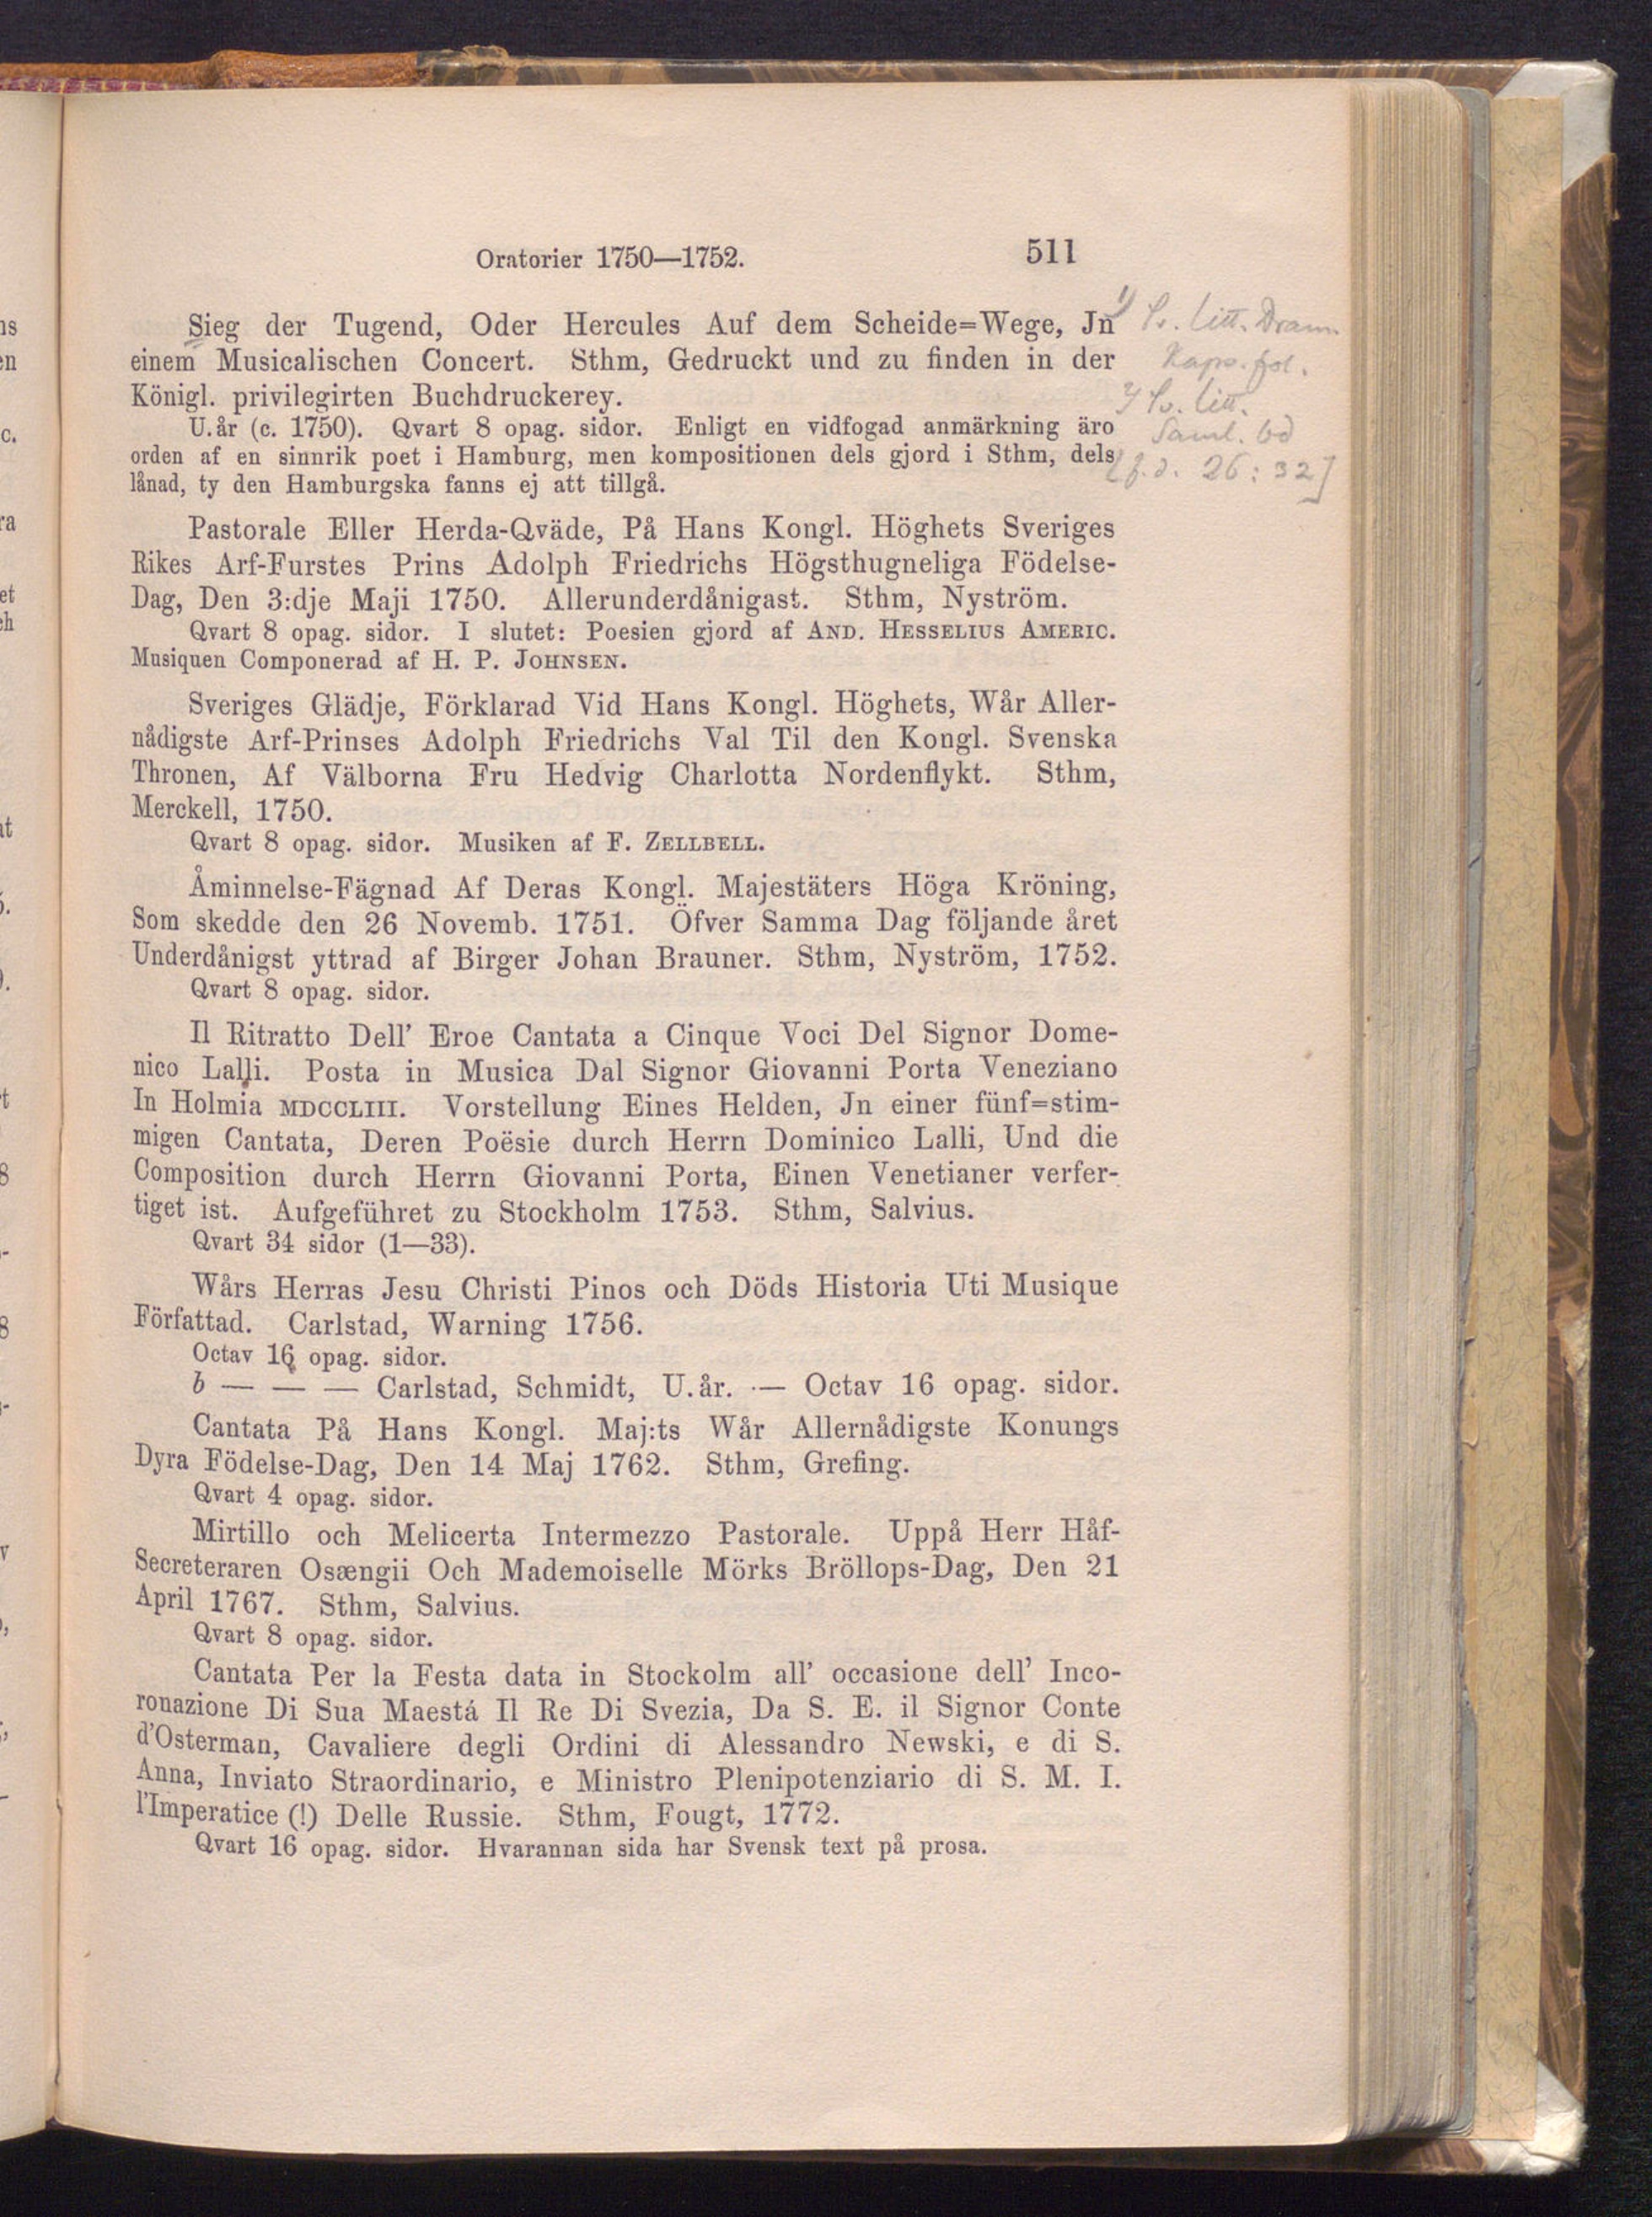 Oratorier 1750—1752. 511
Sieg der Tugend, Oder Hercules Auf dem Scheide=Wege, Jn
einem Musicalischen Concert. Sthm, Gedruckt und zu finden in der
Königl. privilegirten Buchdruckerey.
U.år (c. 1750). Qvart 8 opag. sidor. Enligt en vidfogad anmärkning äro
orden af en sinnrik poet i Hamburg, men kompositionen dels gjord i Sthm, dels
lånad, ty den Hamburgska fanns ej att tillgå.
1) Sv. Litt. Dram.
Kaps. fol.
2) Sv. Litt.
Saml. bd
[f.d. 26:32]
Pastorale Eller Herda-Qväde, På Hans Kongl. Höghets Sveriges
Rikes Arf-Furstes Prins Adolph Friedrichs Högsthugneliga Födelse-
Dag, Den 3:dje Maji 1750. Allerunderdånigast. Sthm, Nyström.
Qvart 8 opag. sidor. I slutet: Poesien gjord af AND. HESSELIUS AMERIC.
Musiquen Componerad af H. P. JOHNSEN.
Sveriges Glädje, Förklarad Vid Hans Kongl. Höghets, Wår Aller-
nådigste Arf-Prinses Adolph Friedrichs Val Til den Kongl. Svenska
Thronen, Af Välborna Fru Hedvig Charlotta Nordenflykt. Sthm,
Merckell, 1750.
Qvart 8 opag. sidor. Musiken af F. ZELLBELL.
Åminnelse-Fägnad Af Deras Kongl. Majestäters Höga Kröning,
Som skedde den 26 Novemb. 1751. Öfver Samma Dag följande året
Underdånigst yttrad af Birger Johan Brauner. Sthm, Nyström, 1752.
Qvart 8 opag. sidor.
Il Ritratto Dell' Eroe Cantata a Cinque Voci Del Signor Dome-
nico Lalli. Posta in Musica Dal Signor Giovanni Porta Veneziano
In Holmia MDCCLIII. Vorstellung Eines Helden, Jn einer fünf=stim-
migen Cantata, Deren Poësie durch Herrn Dominico Lalli, Und die
Composition durch Herrn Giovanni Porta, Einen Venetianer verfer-
tiget ist. Aufgeführet zu Stockholm 1753. Sthm, Salvius.
Qvart 34 sidor (1—33).
Wårs Herras Jesu Christi Pinos och Döds Historia Uti Musique
Författad. Carlstad, Warning 1756.
Octav 16 opag. sidor.
b — — — Carlstad, Schmidt, U.år. — Octav 16 opag. sidor.
Cantata På Hans Kongl. Maj:ts Wår Allernådigste Konungs
Dyra Födelse-Dag, Den 14 Maj 1762. Sthm, Grefing.
Qvart 4 opag. sidor.
Mirtillo och Melicerta Intermezzo Pastorale. Uppå Herr Håf-
Secreteraren Osængii Och Mademoiselle Mörks Bröllops-Dag, Den 21
April 1767. Sthm, Salvius.
Qvart 8 opag. sidor.
Cantata Per la Festa data in Stockolm all' occasione dell' Inco-
ronazione Di Sua Maestá Il Re Di Svezia, Da S. E. il Signor Conte
d'Osterman, Cavaliere degli Ordini di Alessandro Newski, e di S.
Anna, Inviato Straordinario, e Ministro Plenipotenziario di S. M. I.
l'Imperatice (!) Delle Russie. Sthm, Fougt, 1772.
Qvart 16 opag. sidor. Hvarannan sida har Svensk text på prosa.